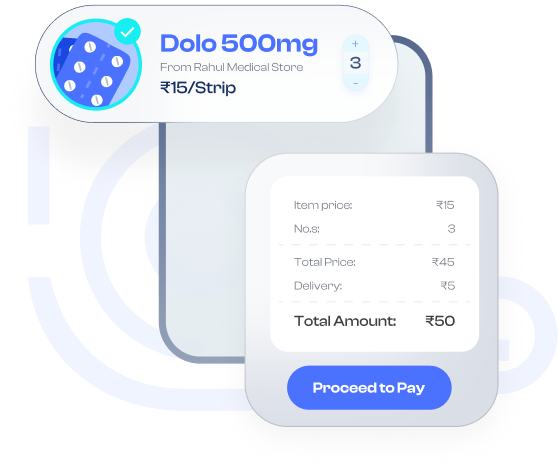 Dolo 500mg
From Rahul Medical Store
₹15/Strip
+
3
-
Item price: ₹15
No.s: 3
Total Price: ₹45
Delivery: ₹5
Total Amount: ₹50
Proceed to Pay